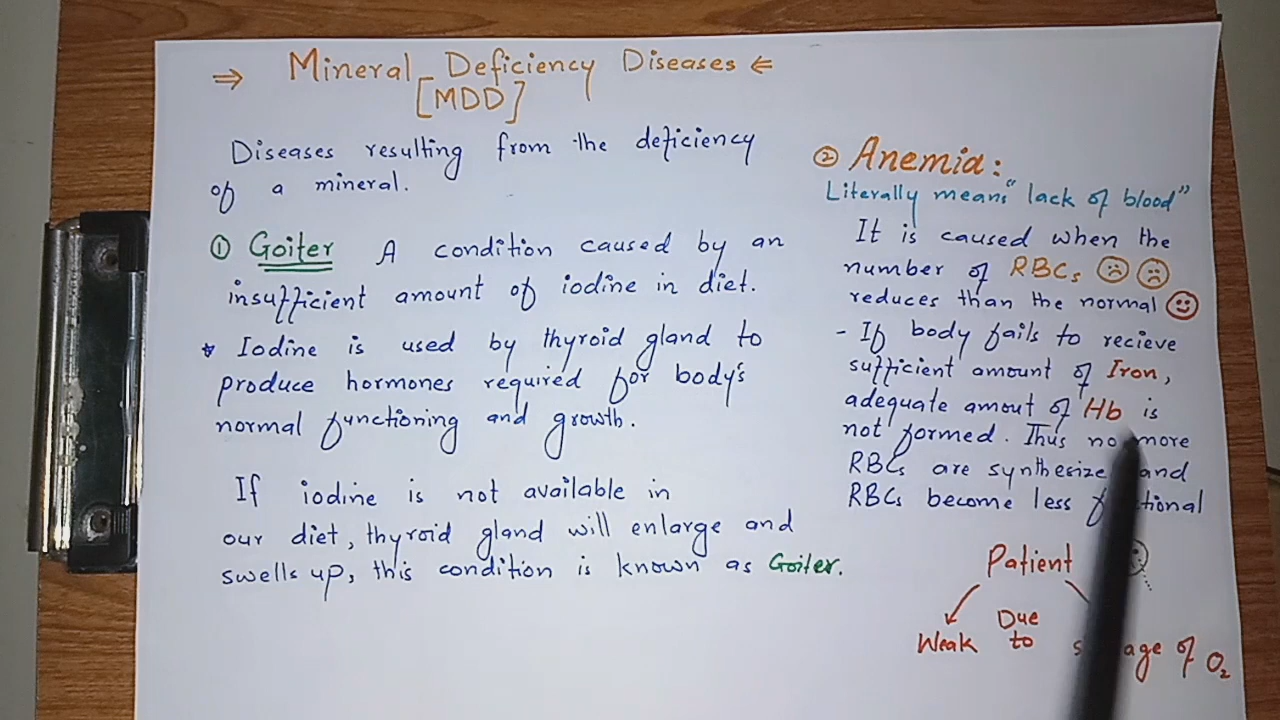 ⇒ Mineral Deficiency Diseases ⇐
[MDD]
Diseases resulting from the deficiency
of a mineral.
① Goiter A condition caused by an
insufficient amount of iodine in diet.
Iodine is used by thyroid gland to
produce hormones required for body's
normal functioning and growth.
If iodine is not available in
our diet, thyroid gland will enlarge and
swells up, this condition is known as Goiter.
② Anemia:
Literally means "lack of blood"
It is caused when the
number of RBCs
reduces than the normal
- If body fails to recieve
sufficient amount of Iron,
adequate amout of Hb is
not formed. Thus no more
RBCs are synthesize and
RBCs become less
Patient
Weak Due
to of O₂